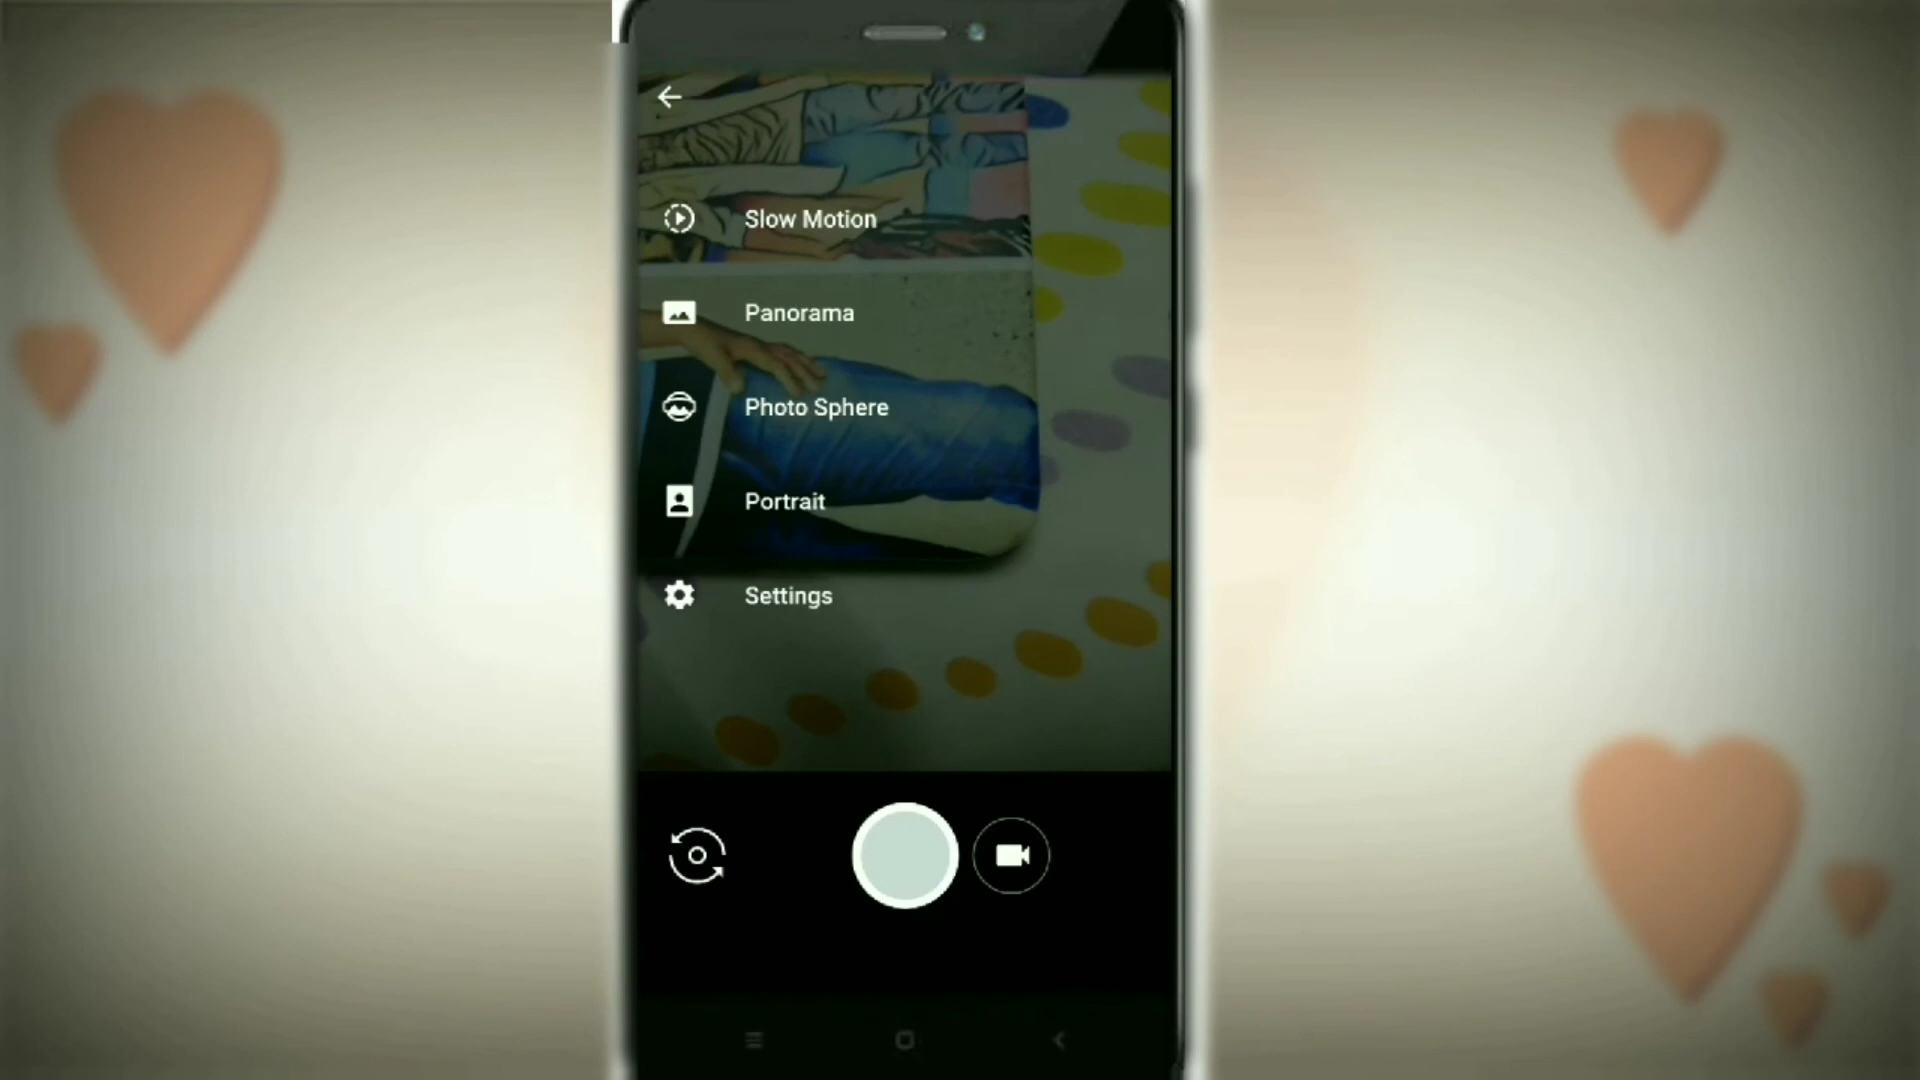 Slow Motion
Panorama
Photo Sphere
Portrait
Settings